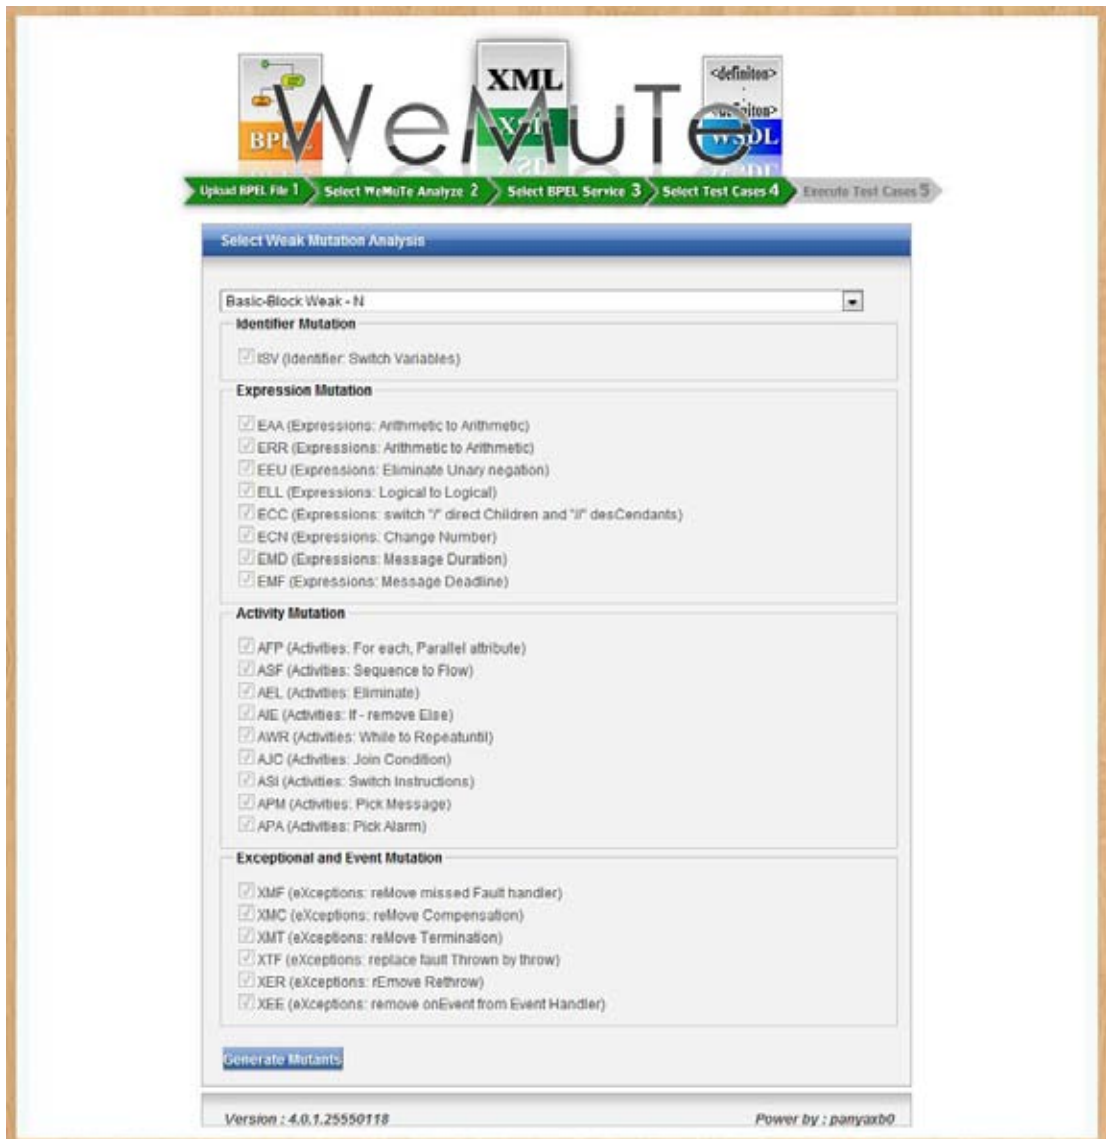 <definiton>
.
<definiton>
BPEL
XML
XSD
WSDL
WeMuTe
Upload BPEL File 1
Select WeMuTe Analyze 2
Select BPEL Service 3
Select Test Cases 4
Execute Test Cases 5
Select Weak Mutation Analysis
Basic-Block Weak - N
Identifier Mutation
ISV (Identifier: Switch Variables)
Expression Mutation
EAA (Expressions: Arithmetic to Arithmetic)
ERR (Expressions: Arithmetic to Arithmetic)
EEU (Expressions: Eliminate Unary negation)
ELL (Expressions: Logical to Logical)
ECC (Expressions: switch "/" direct Children and "//" desCendants)
ECN (Expressions: Change Number)
EMD (Expressions: Message Duration)
EMF (Expressions: Message Deadline)
Activity Mutation
AFP (Activities: For each, Parallel attribute)
ASF (Activities: Sequence to Flow)
AEL (Activities: Eliminate)
AIE (Activities: If - remove Else)
AWR (Activities: While to Repeatuntil)
AJC (Activities: Join Condition)
ASI (Activities: Switch Instructions)
APM (Activities: Pick Message)
APA (Activities: Pick Alarm)
Exceptional and Event Mutation
XMF (eXceptions: reMove missed Fault handler)
XMC (eXceptions: reMove Compensation)
XMT (eXceptions: reMove Termination)
XTF (eXceptions: replace fault Thrown by throw)
XER (eXceptions: rEmove Rethrow)
XEE (eXceptions: remove onEvent from Event Handler)
Generate Mutants
Version : 4.0.1.25550118
Power by : panyaxb0